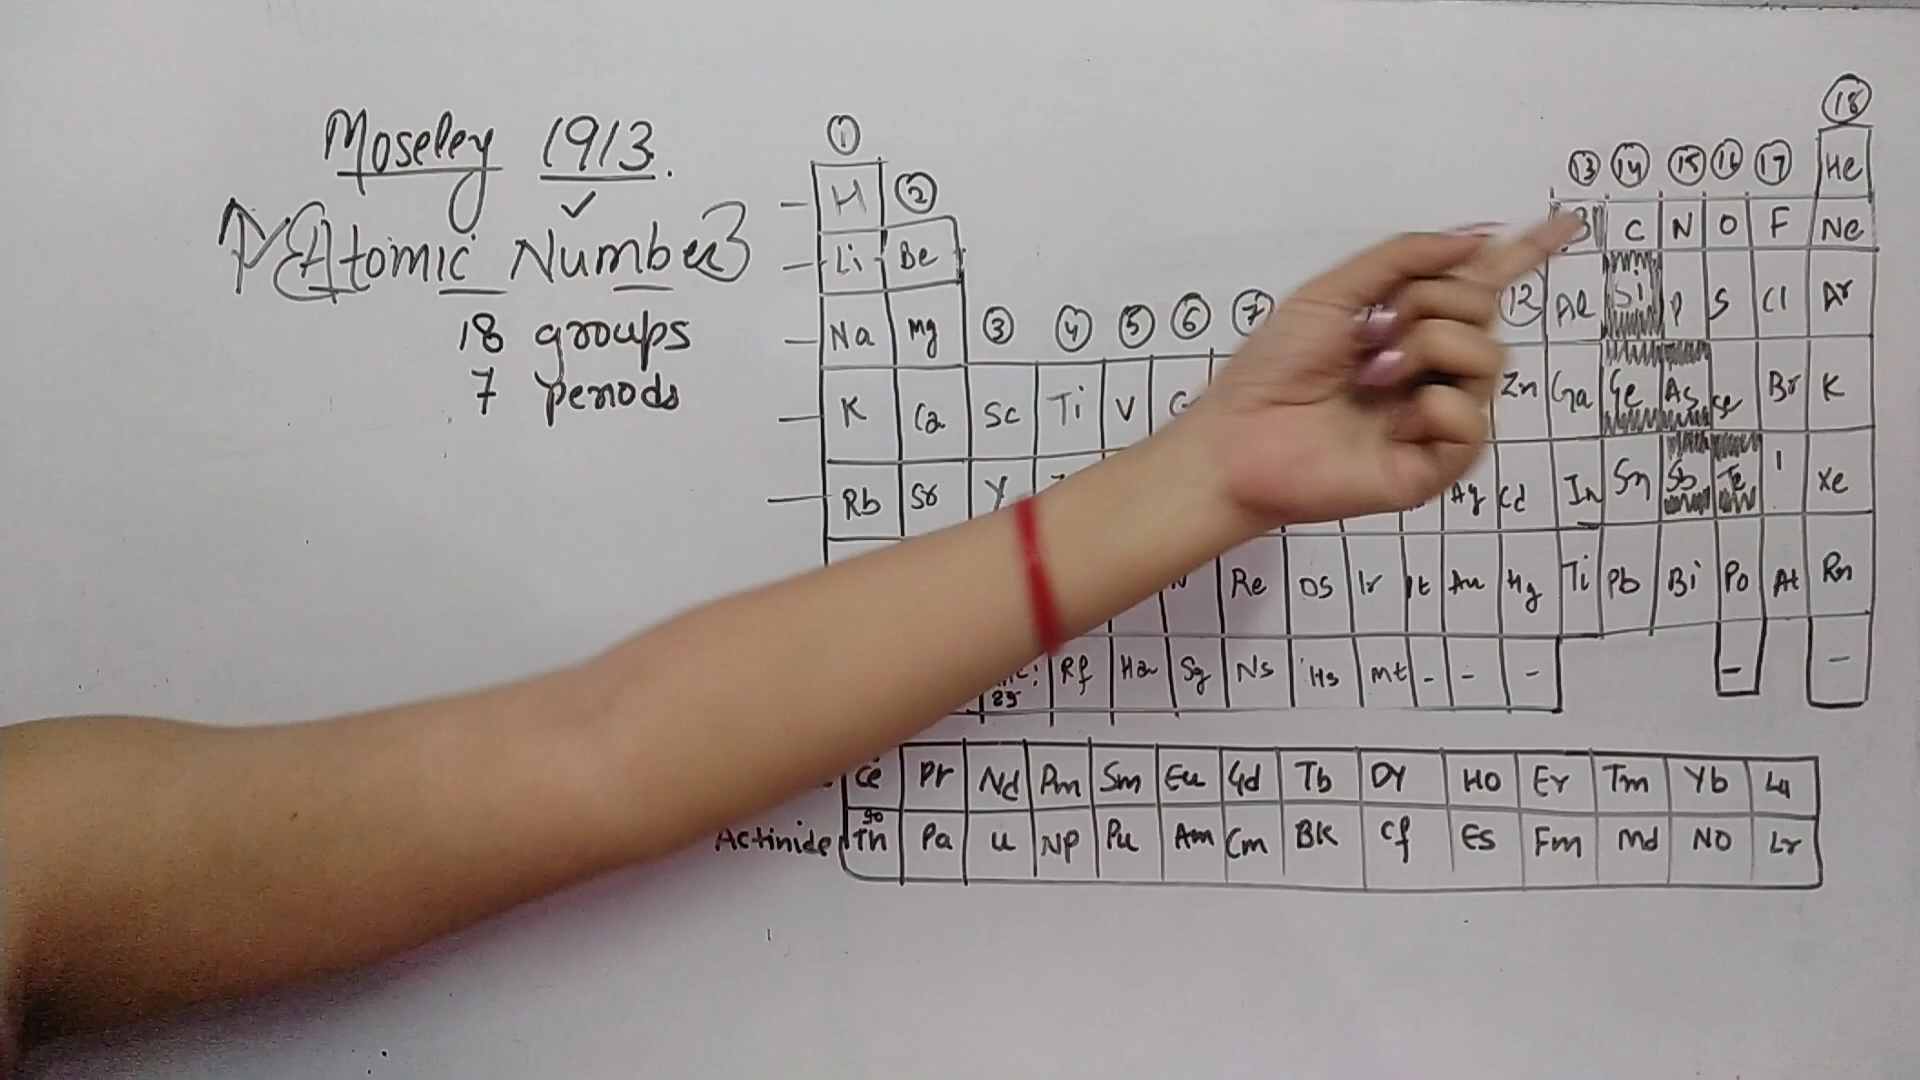 Moseley 1913.
Atomic Number
18 groups
7 periods
18
1 13 14 15 16 17
H 2 He
B C N O F Ne
Li Be
12 Al Si P S Cl Ar
Na Mg 3 4 5 6 7
K Ca Sc Ti V Zn Ga Ge As Se Br K
Rb Sr Y Ag Cd In Sn Sb Te I Xe
Re Os Ir Au Hg Ti Pb Bi Po At Rn
89 Rf Ha Sg Ns Hs Mt - - - - -
Ce Pr Nd Pm Sm Eu Gd Tb DY HO Er Tm Yb Lu
Actinide 90 Th Pa U NP Pu Am Cm BK Cf ES Fm Md NO Lr